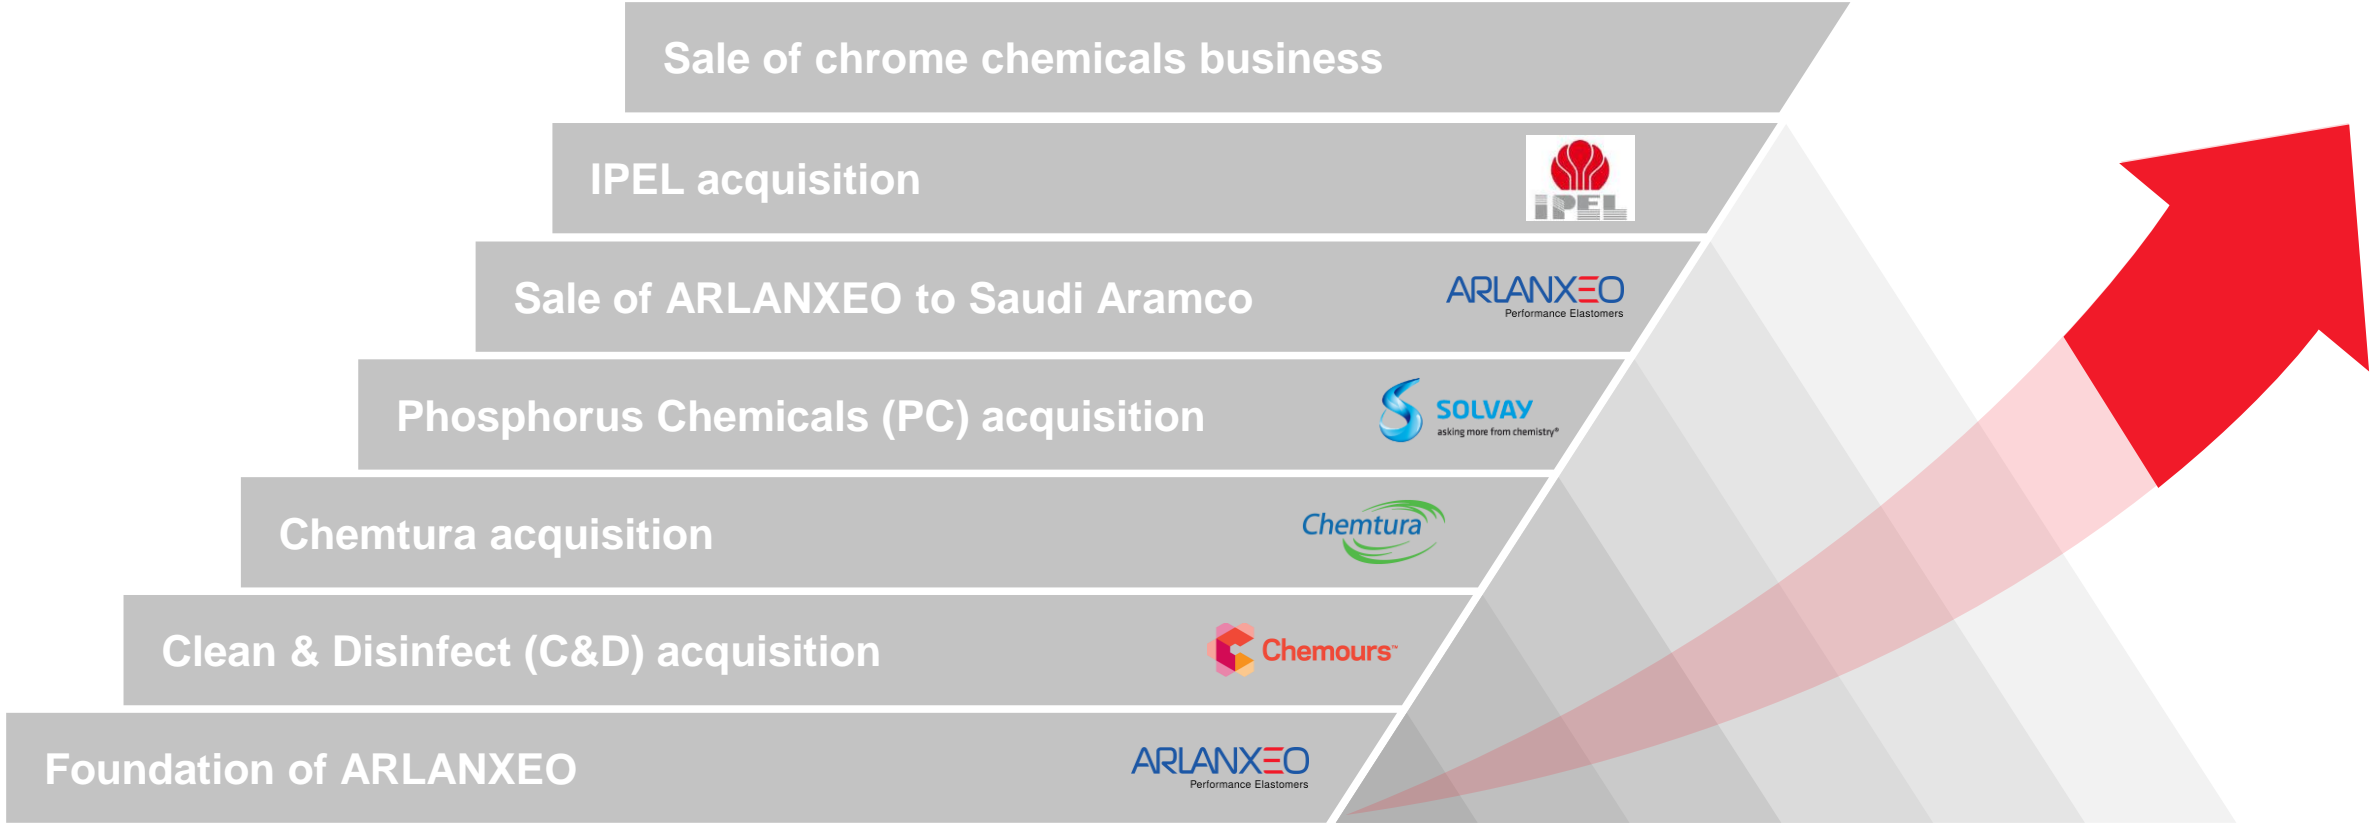 Sale of chrome chemicals business
IPEL acquisition
IPEL
Sale of ARLANXEO to Saudi Aramco
ARLANXEO
Performance Elastomers
Phosphorus Chemicals (PC) acquisition
SOLVAY
asking more from chemistry®
Chemtura acquisition
Chemtura
Clean & Disinfect (C&D) acquisition
Chemours™
Foundation of ARLANXEO
ARLANXEO
Performance Elastomers